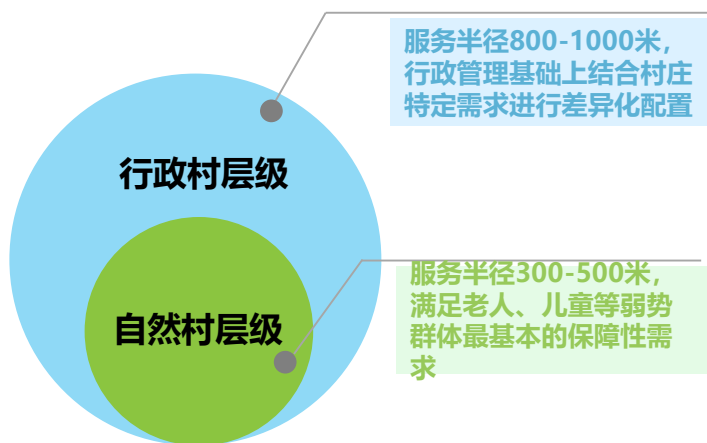 服务半径800-1000米，
行政管理基础上结合村庄
特定需求进行差异化配置
行政村层级
服务半径300-500米，
满足老人、儿童等弱势
群体最基本的保障性需
求
自然村层级